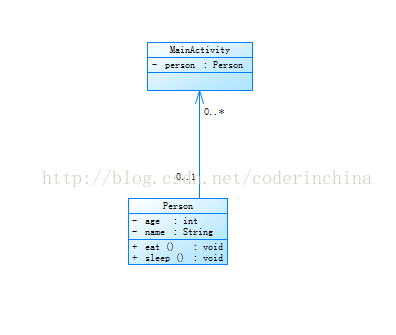 MainActivity
- person : Person
0..*
0..1
http://blog.csdn.net/coderinchina
Person
- age : int
- name : String
+ eat () : void
+ sleep () : void